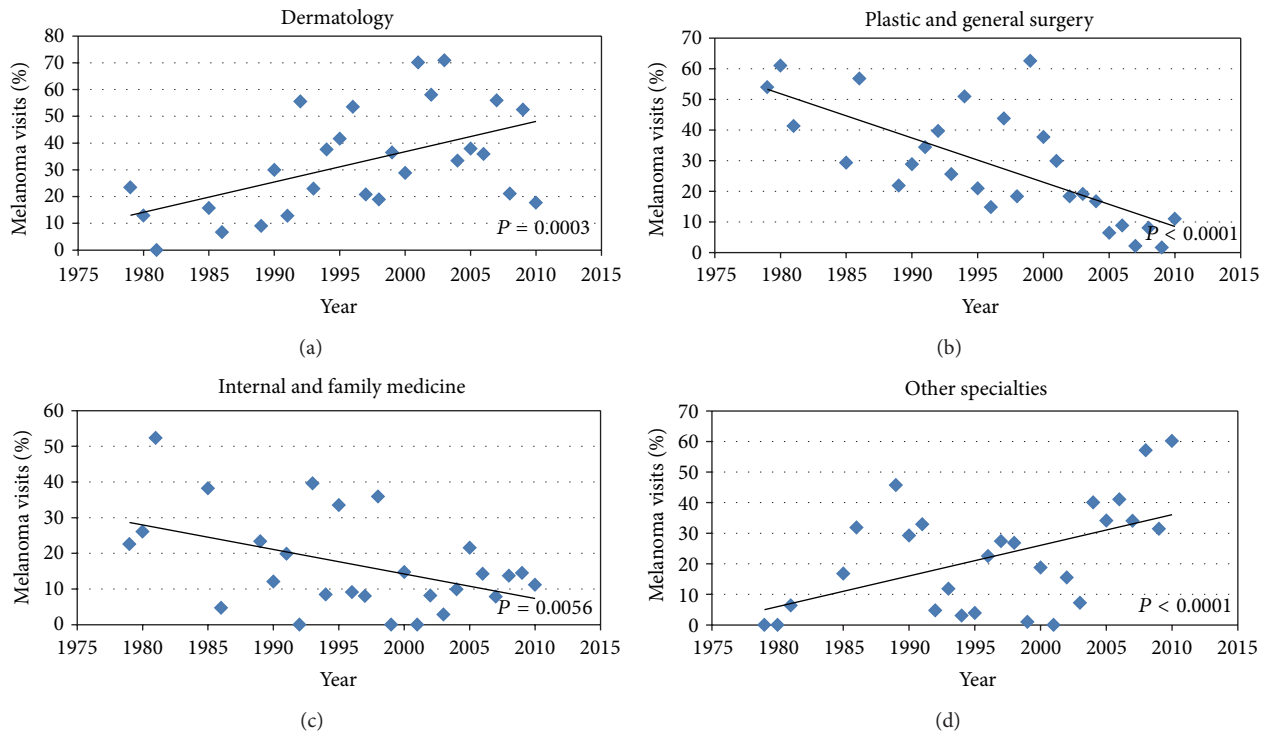 Dermatology
Melanoma visits (%)
80
70
60
50
40
30
20
10
0
P = 0.0003
1975 1980 1985 1990 1995 2000 2005 2010 2015
Year
(a)
Plastic and general surgery
Melanoma visits (%)
70
60
50
40
30
20
10
0
P < 0.0001
1975 1980 1985 1990 1995 2000 2005 2010 2015
Year
(b)
Internal and family medicine
Melanoma visits (%)
60
50
40
30
20
10
0
P = 0.0056
1975 1980 1985 1990 1995 2000 2005 2010 2015
Year
(c)
Other specialties
Melanoma visits (%)
70
60
50
40
30
20
10
0
P < 0.0001
1975 1980 1985 1990 1995 2000 2005 2010 2015
Year
(d)